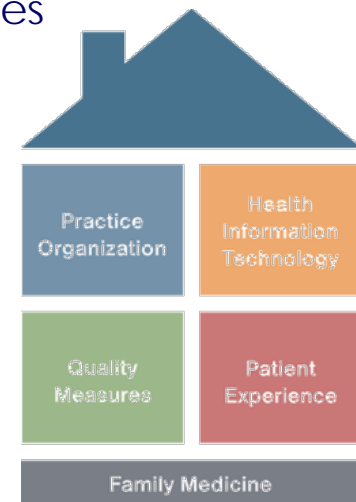 es
Practice
Organization
Health
Information
Technology
Quality
Measures
Patient
Experience
Family Medicine